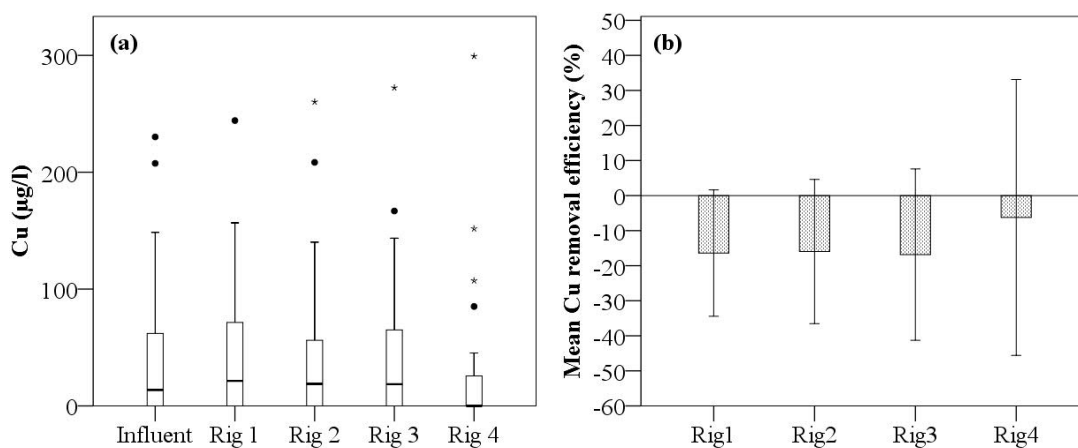 (a)
Cu (µg/l)
300
200
100
0
Influent Rig 1 Rig 2 Rig 3 Rig 4
(b)
Mean Cu removal efficiency (%)
50
40
30
20
10
0
-10
-20
-30
-40
-50
-60
Rig1 Rig2 Rig3 Rig4